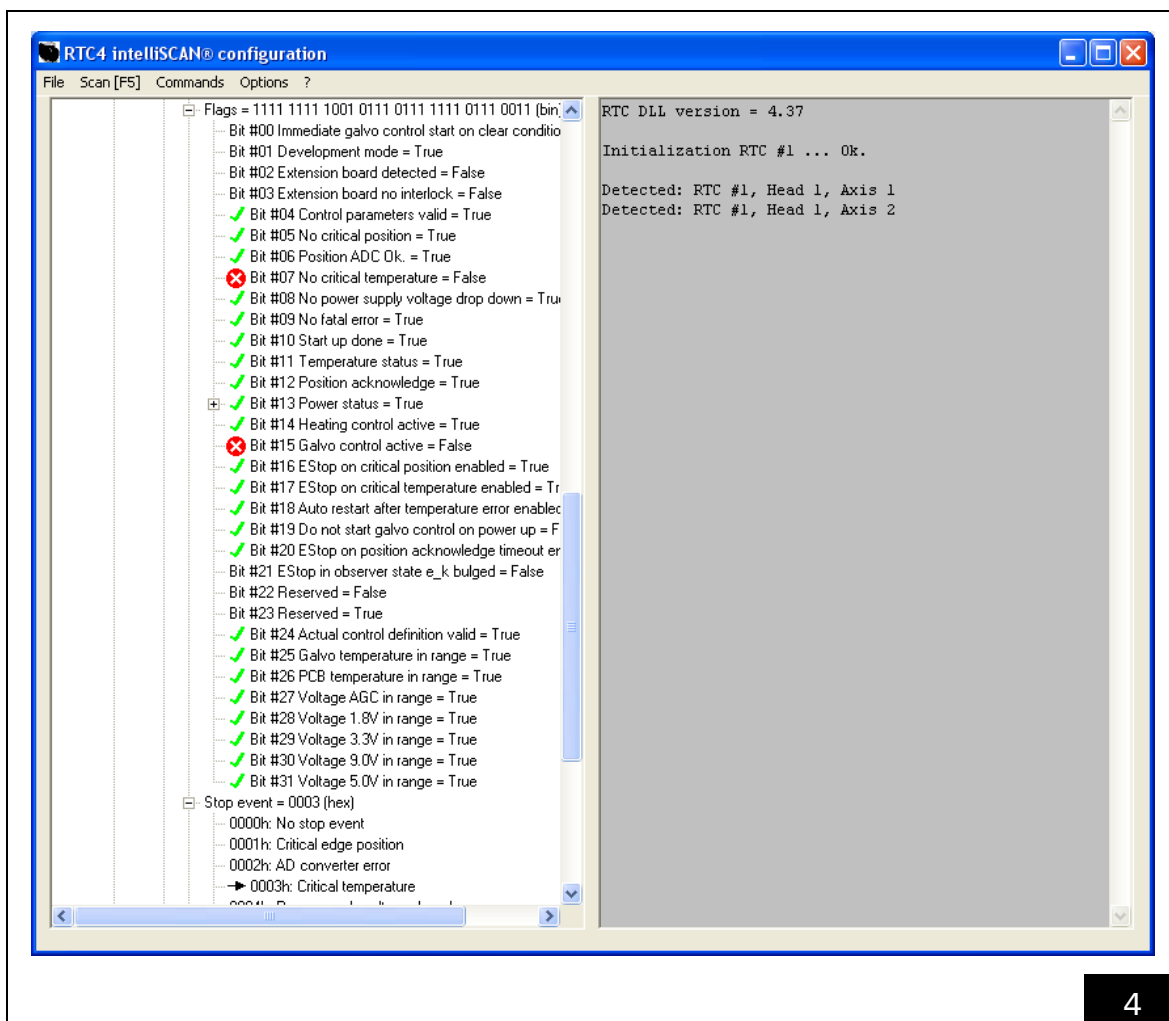 RTC4 intelliSCAN® configuration
File Scan [F5] Commands Options ?
Flags = 1111 1111 1001 0111 0111 1111 0111 0011 (bin)
Bit #00 Immediate galvo control start on clear conditio
Bit #01 Development mode = True
Bit #02 Extension board detected = False
Bit #03 Extension board no interlock = False
Bit #04 Control parameters valid = True
Bit #05 No critical position = True
Bit #06 Position ADC Ok. = True
Bit #07 No critical temperature = False
Bit #08 No power supply voltage drop down = Tru
Bit #09 No fatal error = True
Bit #10 Start up done = True
Bit #11 Temperature status = True
Bit #12 Position acknowledge = True
Bit #13 Power status = True
Bit #14 Heating control active = True
Bit #15 Galvo control active = False
Bit #16 EStop on critical position enabled = True
Bit #17 EStop on critical temperature enabled = Tr
Bit #18 Auto restart after temperature error enabled
Bit #19 Do not start galvo control on power up = F
Bit #20 EStop on position acknowledge timeout er
Bit #21 EStop in observer state e_k bulged = False
Bit #22 Reserved = False
Bit #23 Reserved = True
Bit #24 Actual control definition valid = True
Bit #25 Galvo temperature in range = True
Bit #26 PCB temperature in range = True
Bit #27 Voltage AGC in range = True
Bit #28 Voltage 1.8V in range = True
Bit #29 Voltage 3.3V in range = True
Bit #30 Voltage 9.0V in range = True
Bit #31 Voltage 5.0V in range = True
Stop event = 0003 (hex)
0000h: No stop event
0001h: Critical edge position
0002h: AD converter error
0003h: Critical temperature
RTC DLL version = 4.37
Initialization RTC #1 ... Ok.
Detected: RTC #1, Head 1, Axis 1
Detected: RTC #1, Head 1, Axis 2
4